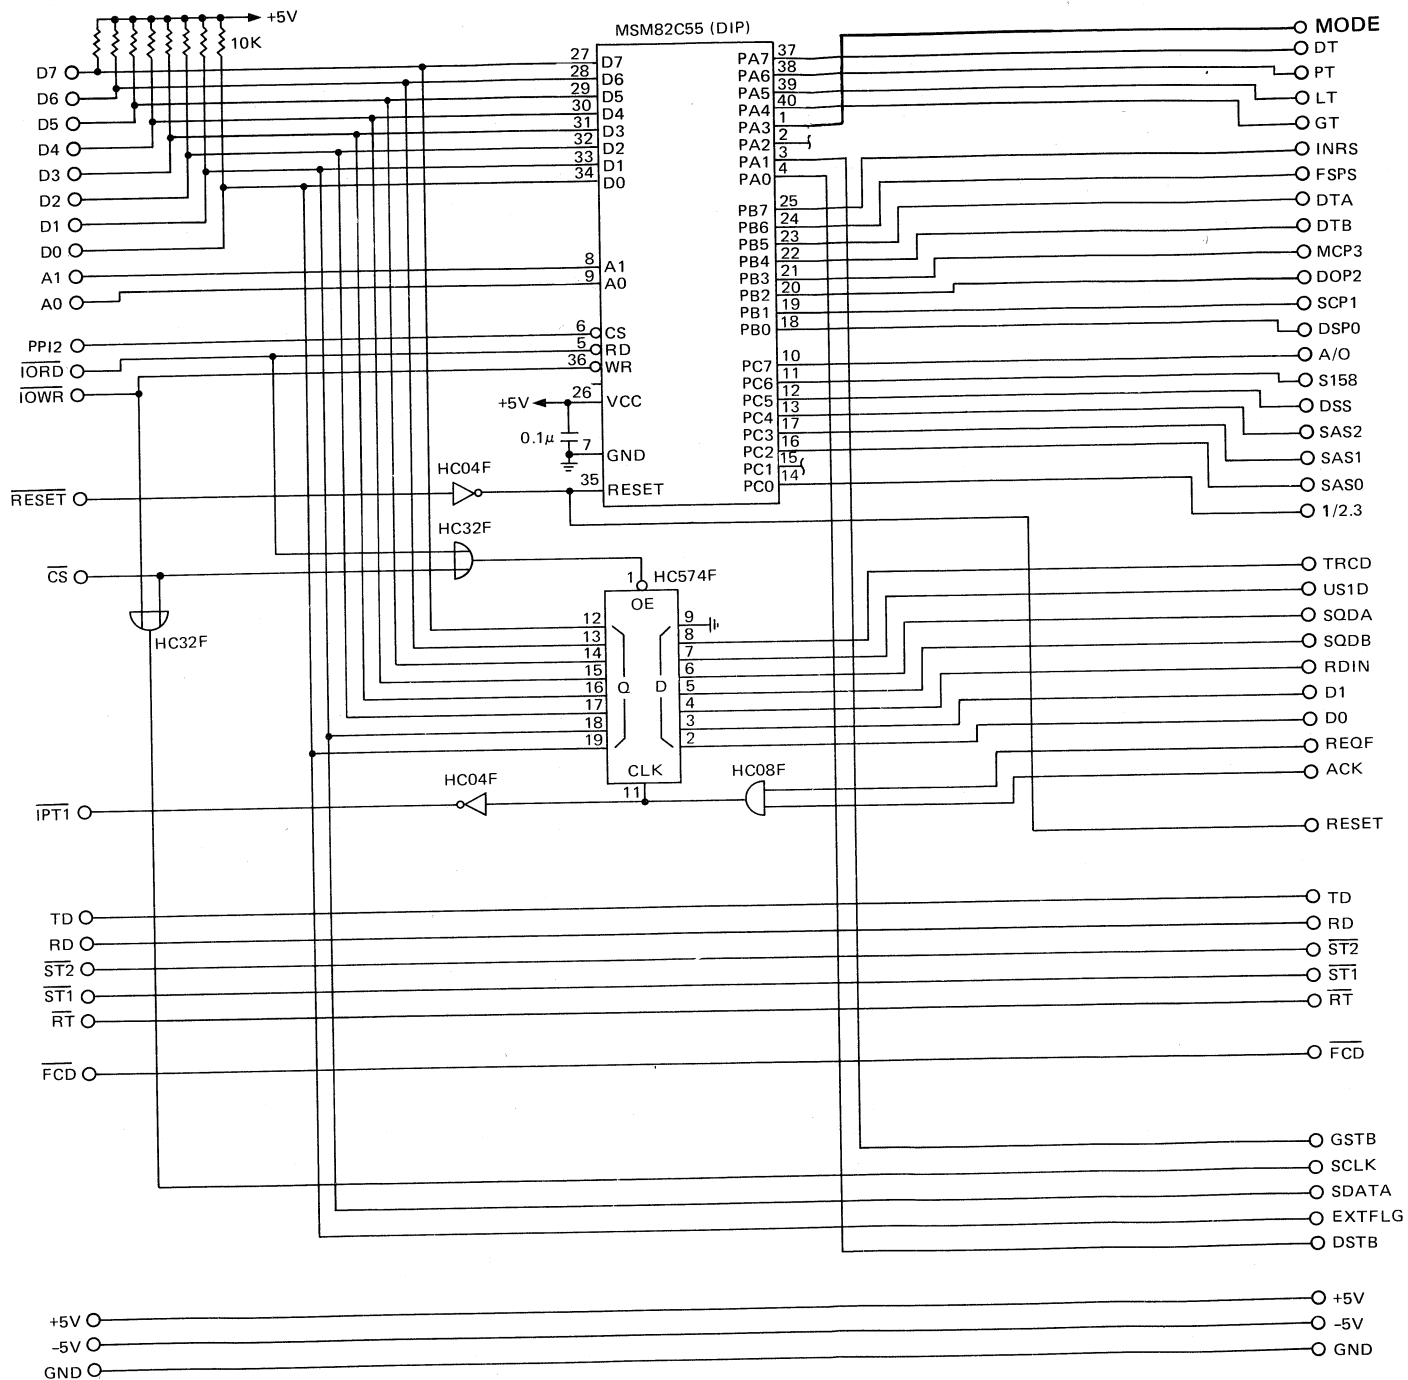 +5V
10K
D7
D6
D5
D4
D3
D2
D1
D0
A1
A0
PPI2
IORD
IOWR
RESET
CS
IPT1
TD
RD
ST2
ST1
RT
FCD
+5V
-5V
GND
MSM82C55 (DIP)
27 D7
28 D6
29 D5
30 D4
31 D3
32 D2
33 D1
34 D0
8 A1
9 A0
6 CS
5 RD
36 WR
+5V 26 VCC
0.1μ
7 GND
35 RESET
PA7 37
PA6 38
PA5 39
PA4 40
PA3 1
PA2 2
PA1 3
PA0 4
PB7 25
PB6 24
PB5 23
PB4 22
PB3 21
PB2 20
PB1 19
PB0 18
PC7 10
PC6 11
PC5 12
PC4 13
PC3 17
PC2 16
PC1 15
PC0 14
HC04F
HC32F
HC32F
1 HC574F
OE
12
13
14
15
16
17
18
19
Q D
9
8
7
6
5
4
3
2
CLK
11
HC04F
HC08F
MODE
DT
PT
LT
GT
INRS
FSPS
DTA
DTB
MCP3
DOP2
SCP1
DSP0
A/O
S158
DSS
SAS2
SAS1
SAS0
1/2.3
TRCD
US1D
SQDA
SQDB
RDIN
D1
D0
REQF
ACK
RESET
TD
RD
ST2
ST1
RT
FCD
GSTB
SCLK
SDATA
EXTFLG
DSTB
+5V
-5V
GND